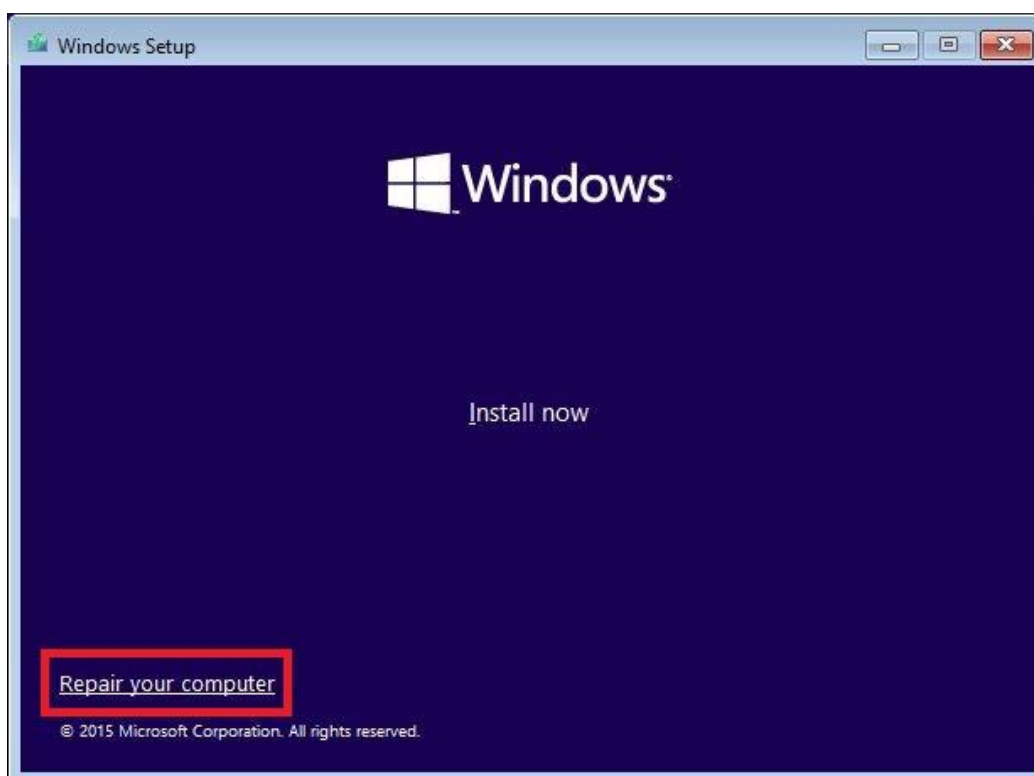 Windows Setup
Windows
Install now
Repair your computer
© 2015 Microsoft Corporation. All rights reserved.